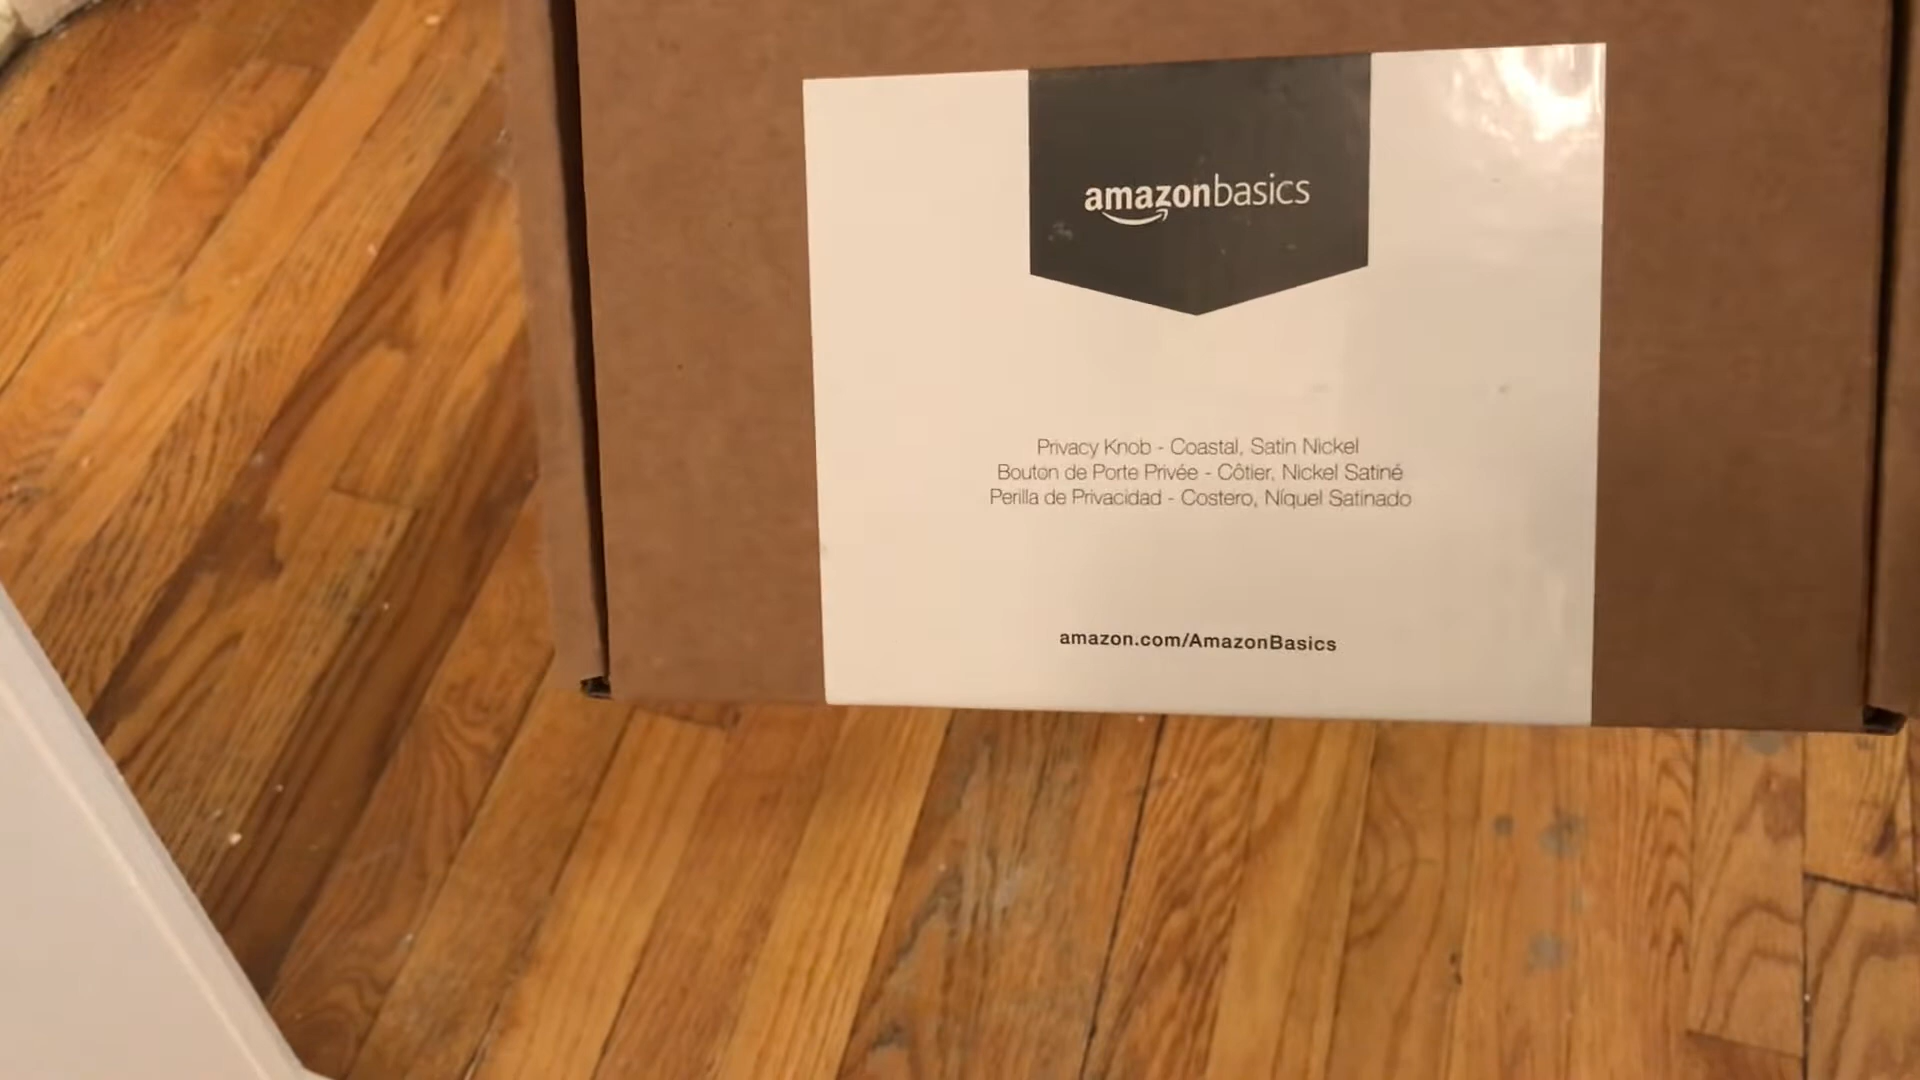 amazonbasics
Privacy Knob - Coastal, Satin Nickel
Bouton de Porte Privée - Côtier, Nickel Satiné
Perilla de Privacidad - Costero, Níquel Satinado
amazon.com/AmazonBasics